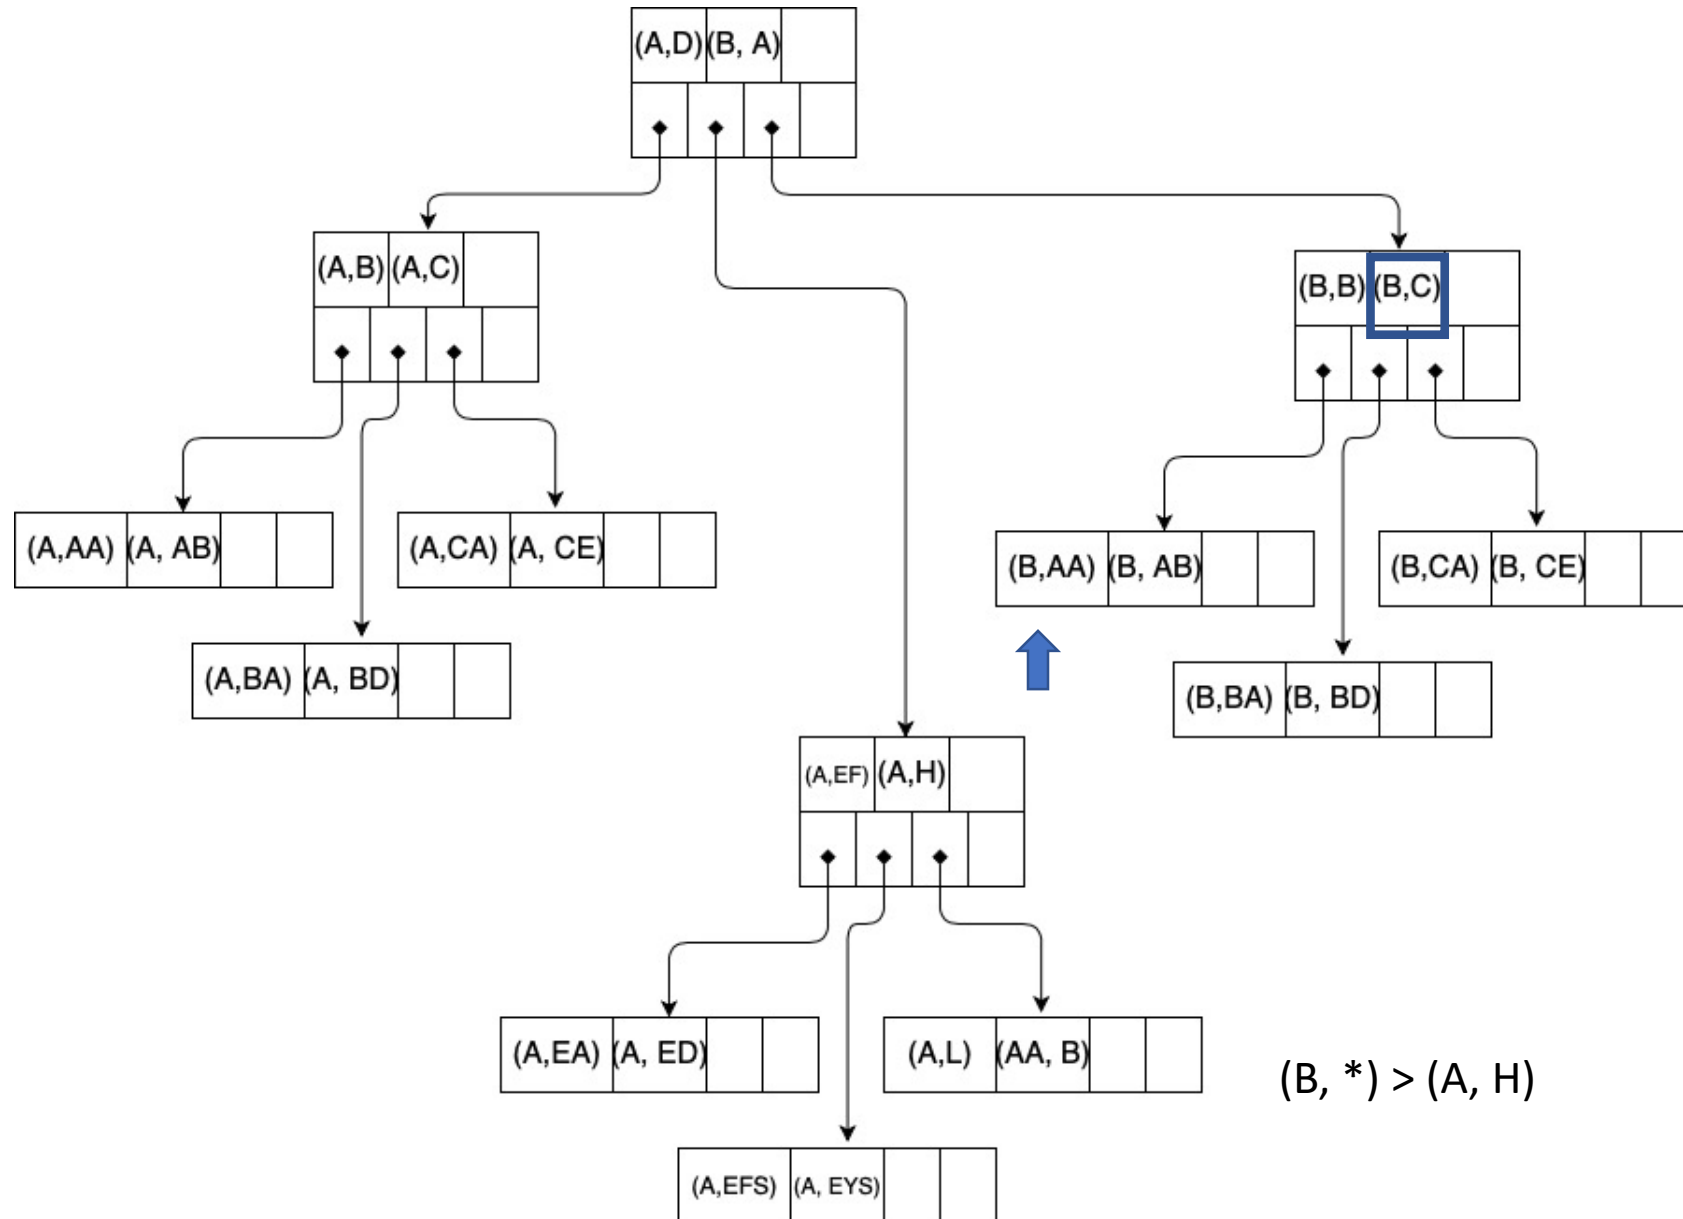 (A,D) (B, A)
(A,B) (A,C)
(B,B) (B,C)
(A,AA) (A, AB)
(A,CA) (A, CE)
(B,AA) (B, AB)
(B,CA) (B, CE)
(A,BA) (A, BD)
(B,BA) (B, BD)
(A,EF) (A,H)
(A,EA) (A, ED)
(A,L) (AA, B)
(B, *) > (A, H)
(A,EFS) (A, EYS)